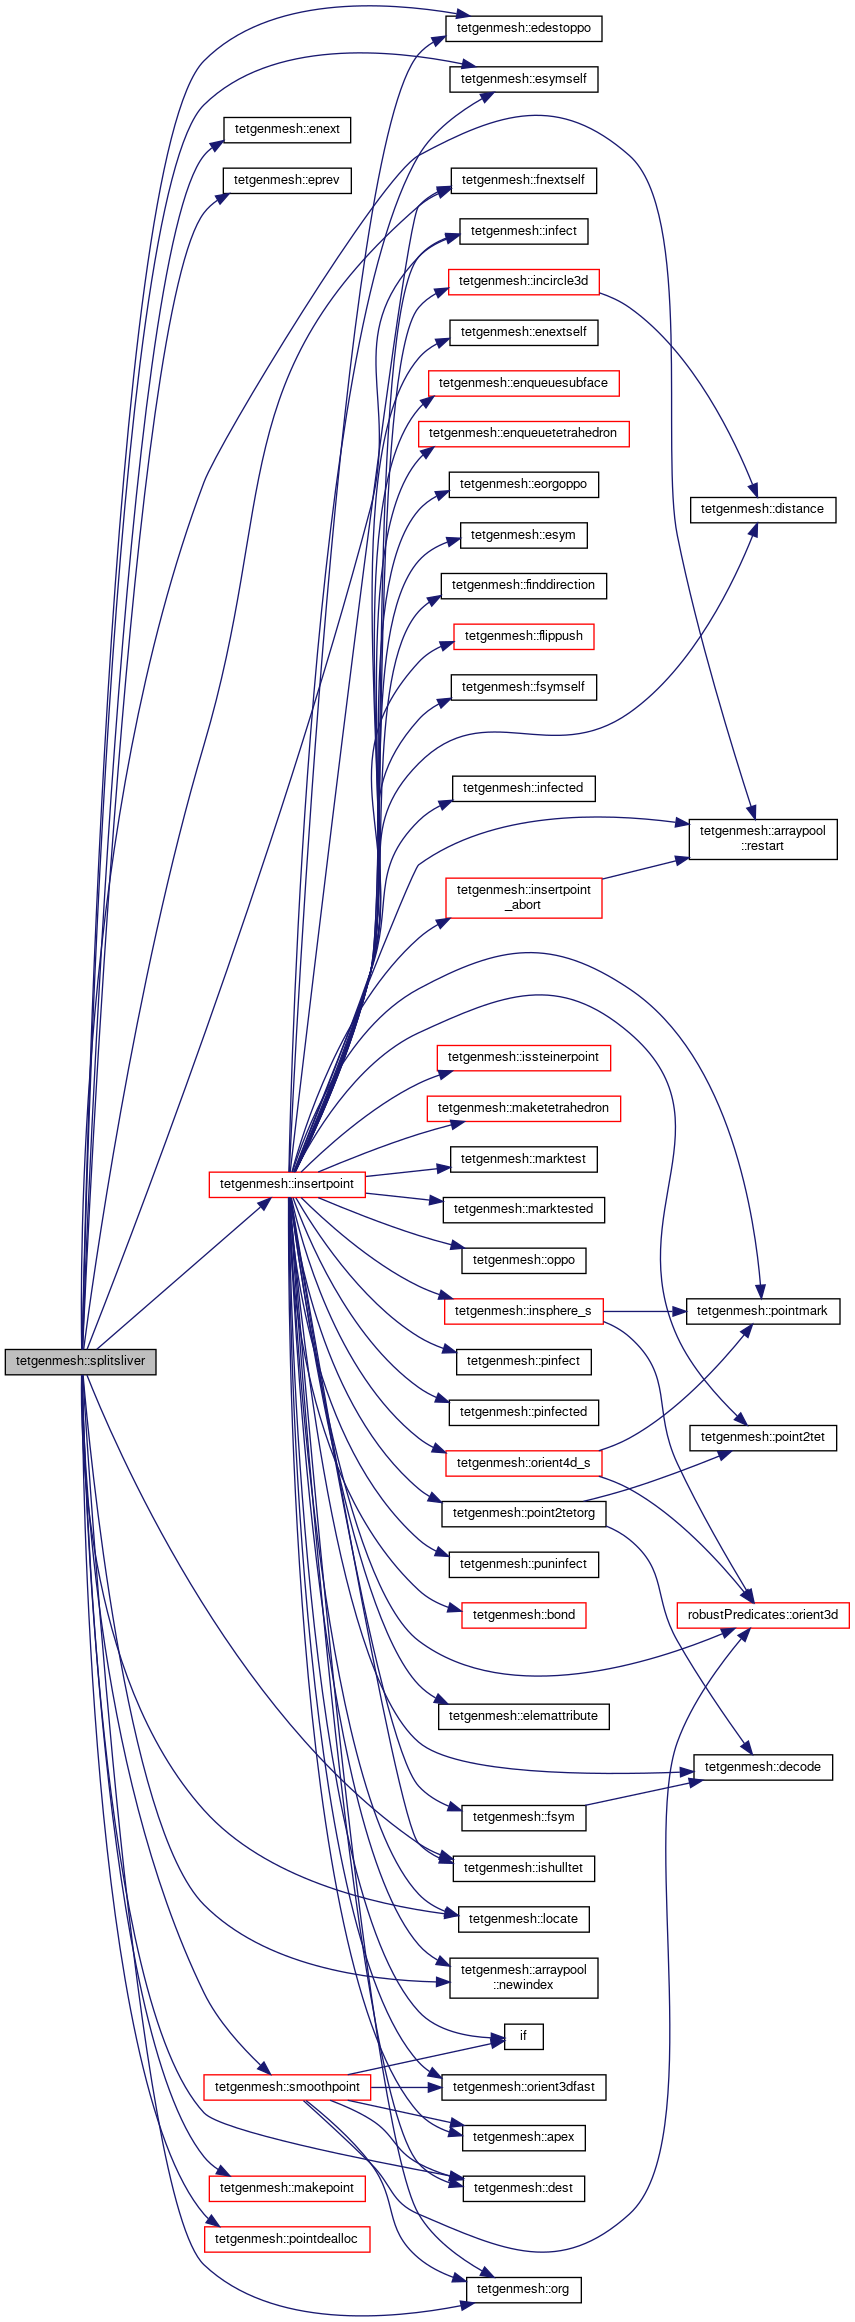 tetgenmesh::edestoppo
tetgenmesh::esymself
tetgenmesh::enext
tetgenmesh::eprev
tetgenmesh::fnextself
tetgenmesh::infect
tetgenmesh::incircle3d
tetgenmesh::enextself
tetgenmesh::enqueuesubface
tetgenmesh::enqueuetetrahedron
tetgenmesh::eorgoppo
tetgenmesh::distance
tetgenmesh::esym
tetgenmesh::finddirection
tetgenmesh::flippush
tetgenmesh::fsymself
tetgenmesh::infected
tetgenmesh::arraypool
::restart
tetgenmesh::insertpoint
_abort
tetgenmesh::issteinerpoint
tetgenmesh::maketetrahedron
tetgenmesh::marktest
tetgenmesh::insertpoint
tetgenmesh::marktested
tetgenmesh::oppo
tetgenmesh::insphere_s
tetgenmesh::pointmark
tetgenmesh::splitsliver
tetgenmesh::pinfect
tetgenmesh::pinfected
tetgenmesh::point2tet
tetgenmesh::orient4d_s
tetgenmesh::point2tetorg
tetgenmesh::puninfect
tetgenmesh::bond
robustPredicates::orient3d
tetgenmesh::elemattribute
tetgenmesh::decode
tetgenmesh::fsym
tetgenmesh::ishulltet
tetgenmesh::locate
tetgenmesh::arraypool
::newindex
if
tetgenmesh::smoothpoint
tetgenmesh::orient3dfast
tetgenmesh::apex
tetgenmesh::makepoint
tetgenmesh::dest
tetgenmesh::pointdealloc
tetgenmesh::org